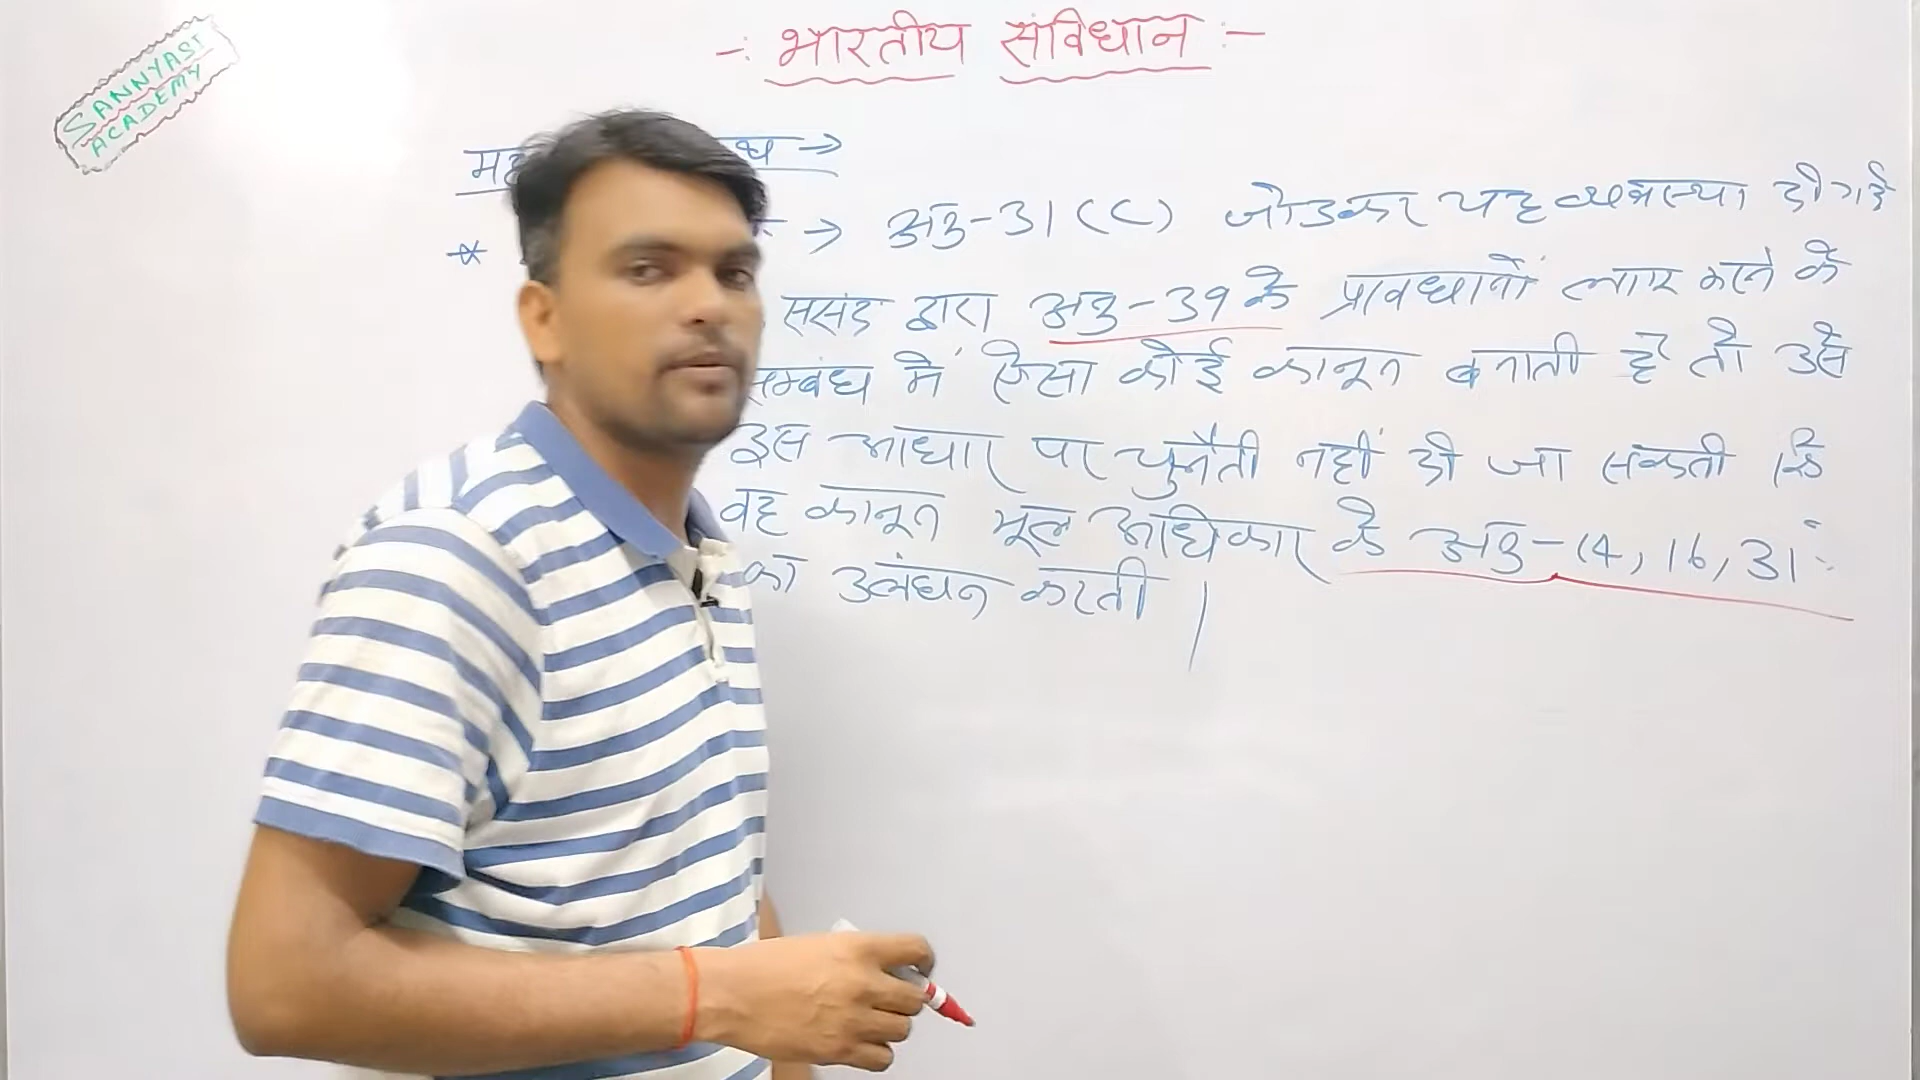 SANNYASI
ACADEMY
-: भारतीय संविधान :-
→
→ अनु-31(C) जोडकर यह व्यवस्था दी गई
संसद द्वारा अनु-39 के प्रावधानों लागू करने के
सम्बंध में ऐसा कोई कानून बनाती है तो उसे
इस आधार पर चुनैती नहीं दी जा सकती कि
वह कानून मूल अधिकार के अनु-14, 16, 31
का उलंघन करती |